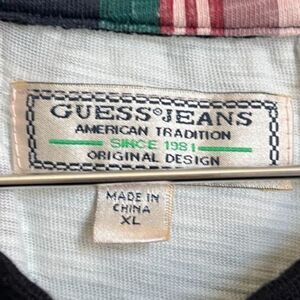 GUESS® JEANS
AMERICAN TRADITION
SINCE 1981
ORIGINAL DESIGN
MADE IN
CHINA
XL